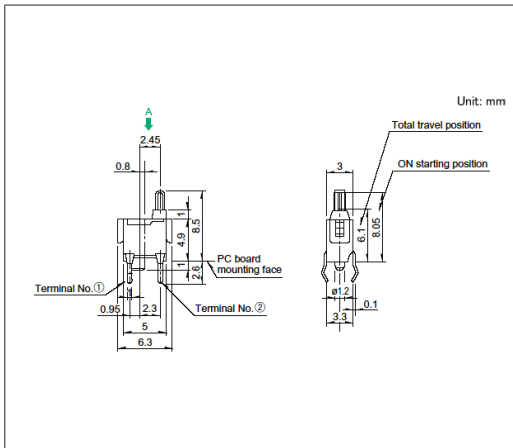 Unit: mm
A
2.45
Total travel position
0.8
3
ON starting position
1
8.5
4.9
6.1
8.05
PC board
mounting face
1
2.6
Terminal No.①
1
ø1.2
0.95
2.3
Terminal No.②
0.1
5
3.3
6.3